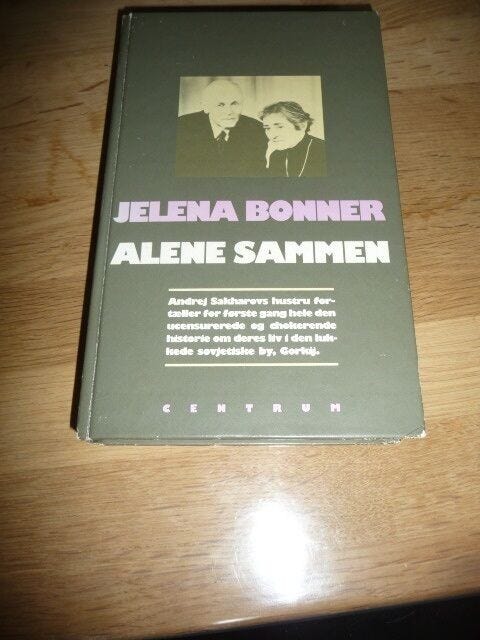 JELENA BONNER
ALENE SAMMEN
Andrej Sakharovs hustru for-
tæller for første gang hele den
ucensurerede og chokerende
historie om deres liv i den luk-
kede sovjetiske by, Gorkij.
CENTRUM